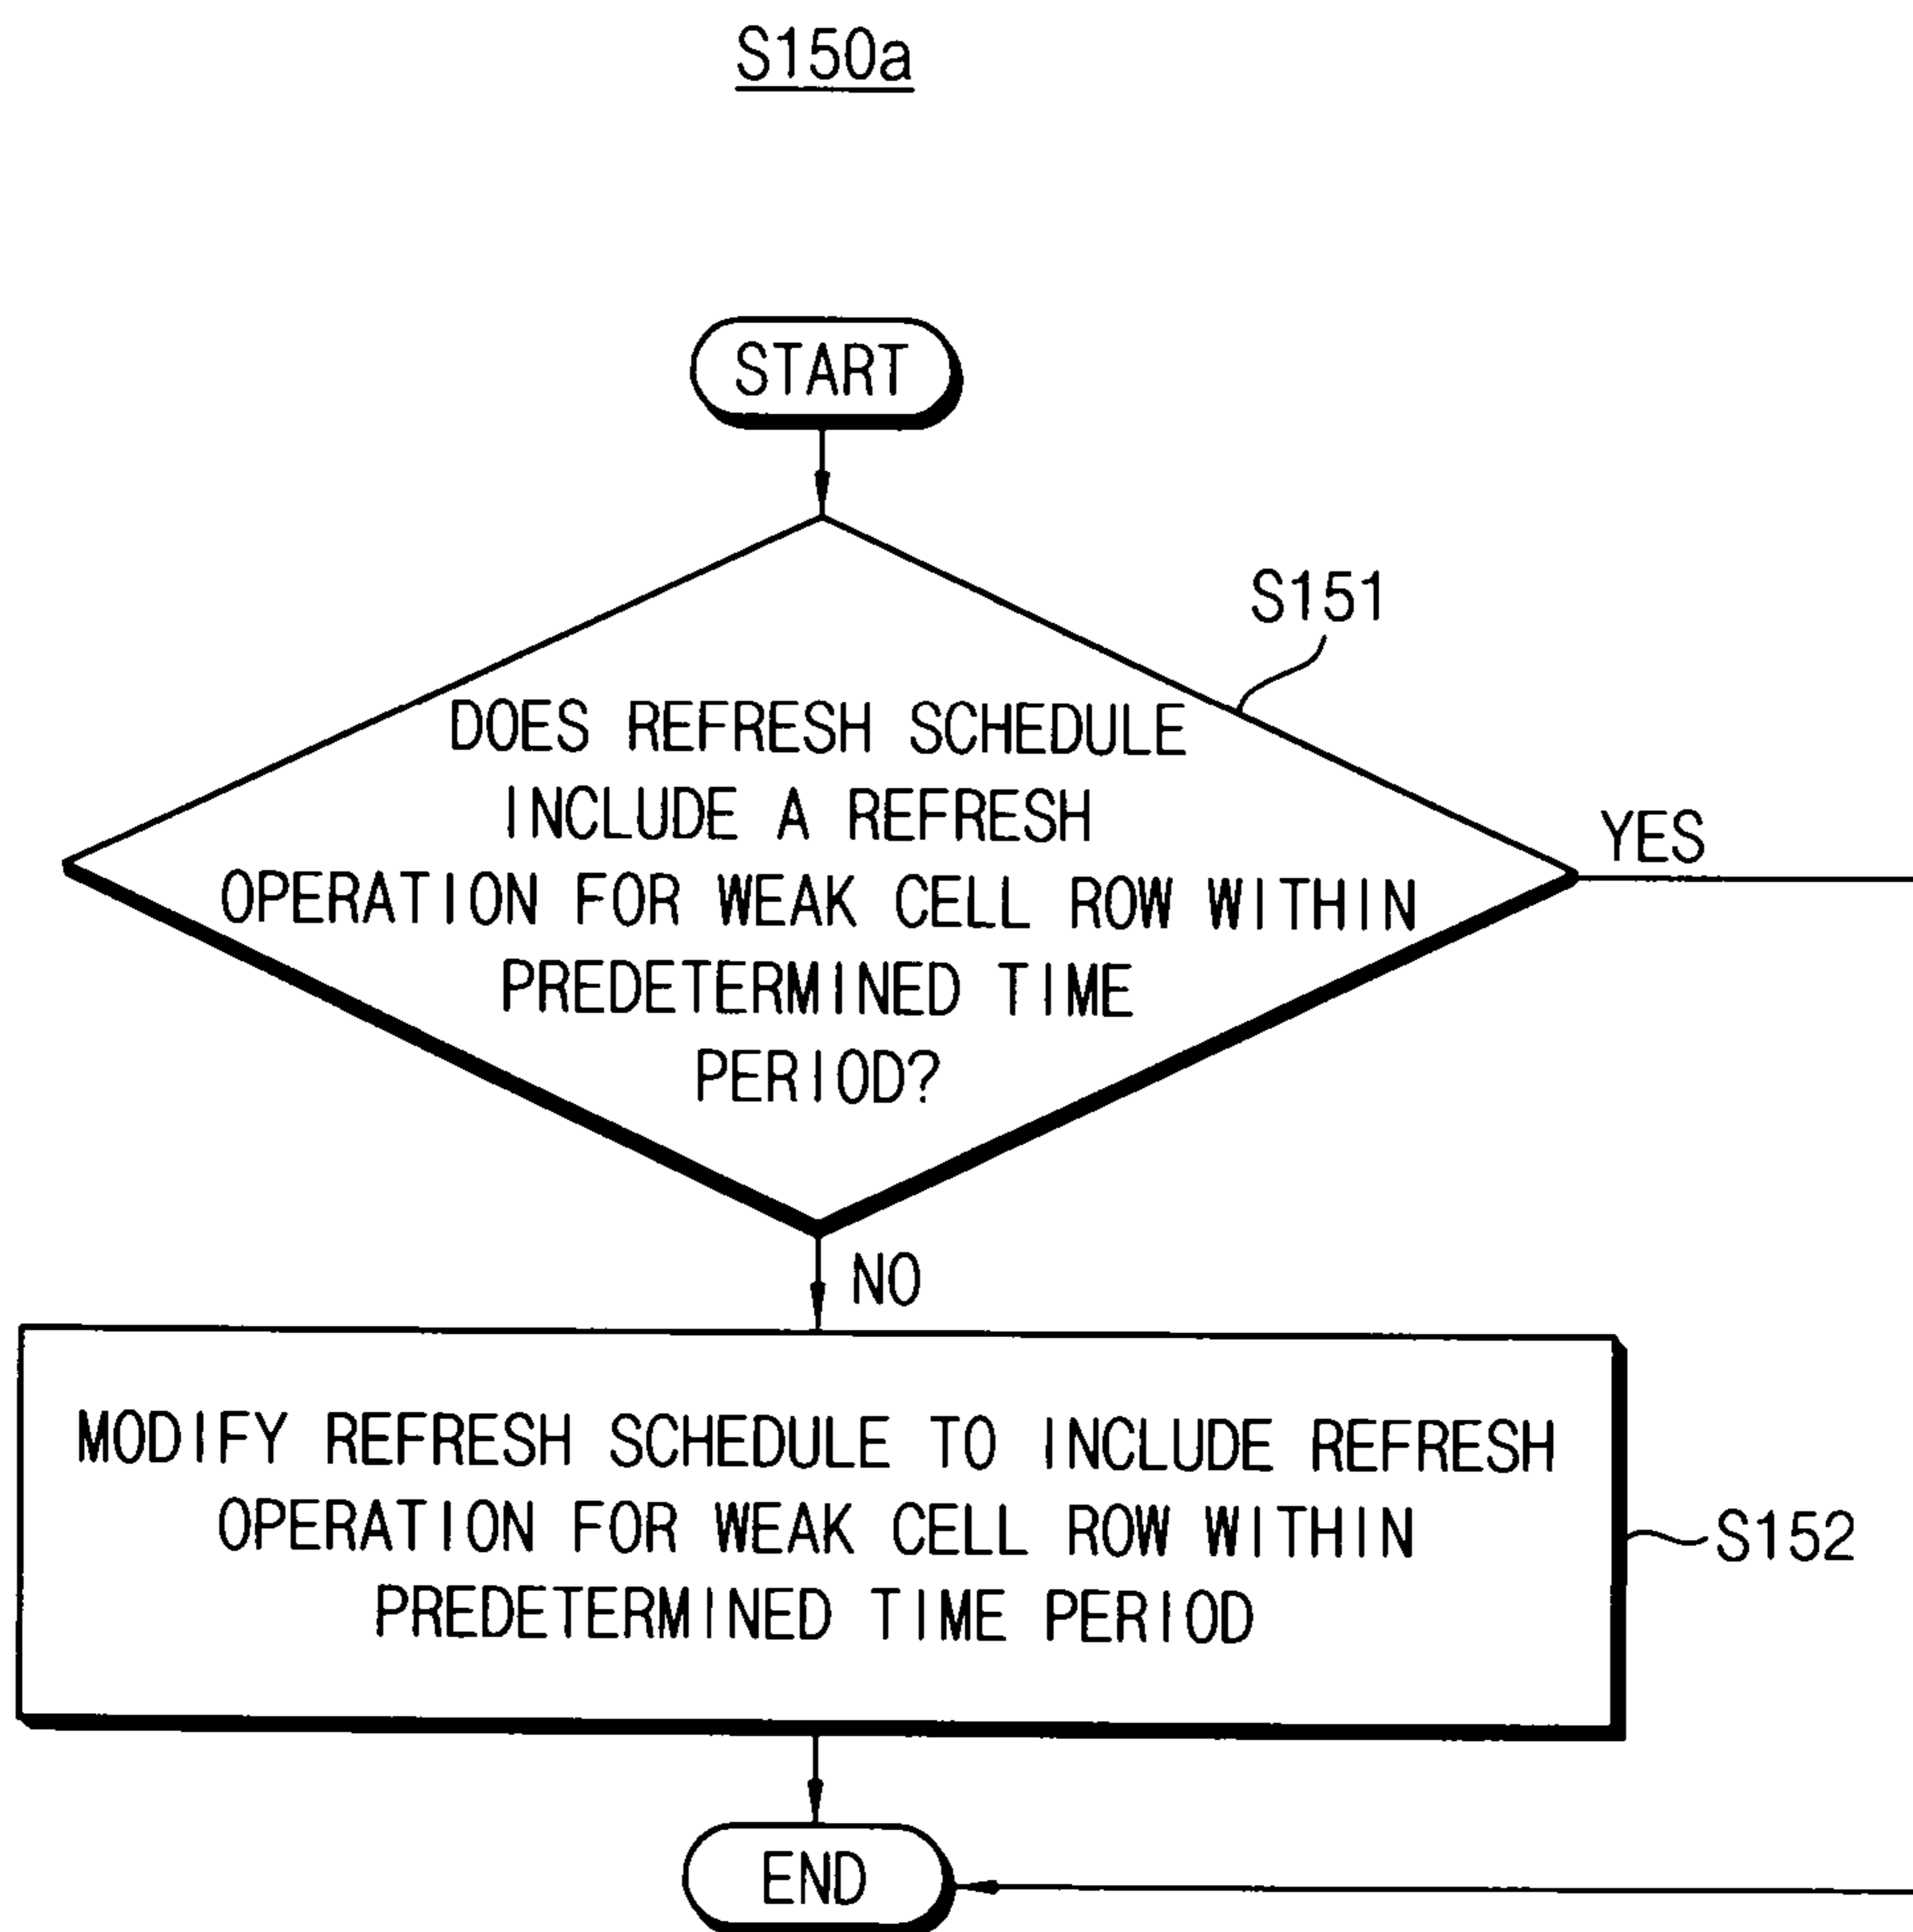 S150a
START
S151
DOES REFRESH SCHEDULE
INCLUDE A REFRESH
OPERATION FOR WEAK CELL ROW WITHIN
PREDETERMINED TIME
PERIOD?
YES
NO
MODIFY REFRESH SCHEDULE TO INCLUDE REFRESH
OPERATION FOR WEAK CELL ROW WITHIN
PREDETERMINED TIME PERIOD
S152
END